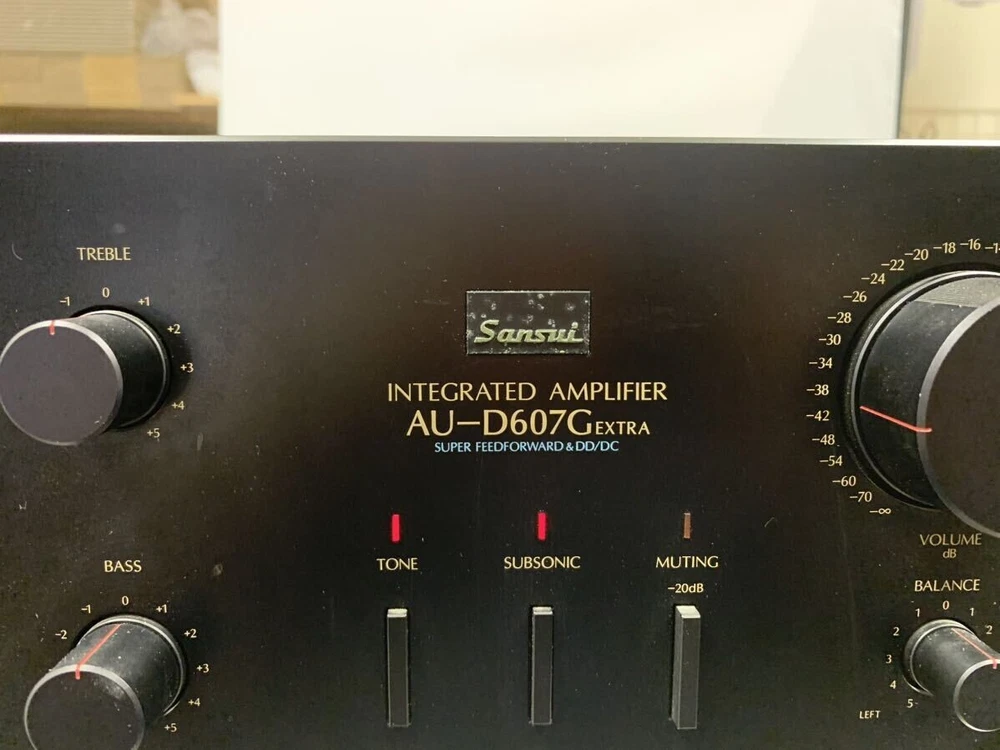 TREBLE
-1 0 +1
+2
+3
+4
+5
Sansui
INTEGRATED AMPLIFIER
AU-D607G EXTRA
SUPER FEEDFORWARD & DD/DC
-18 -16
-20
-22
-24
-26
-28
-30
-34
-38
-42
-48
-54
-60
-70
-∞
VOLUME
dB
TONE
SUBSONIC
MUTING
-20dB
BASS
-1 0 +1
-2 +2
+3
+4
+5
BALANCE
1 0 1
2 2
3
4
5
LEFT